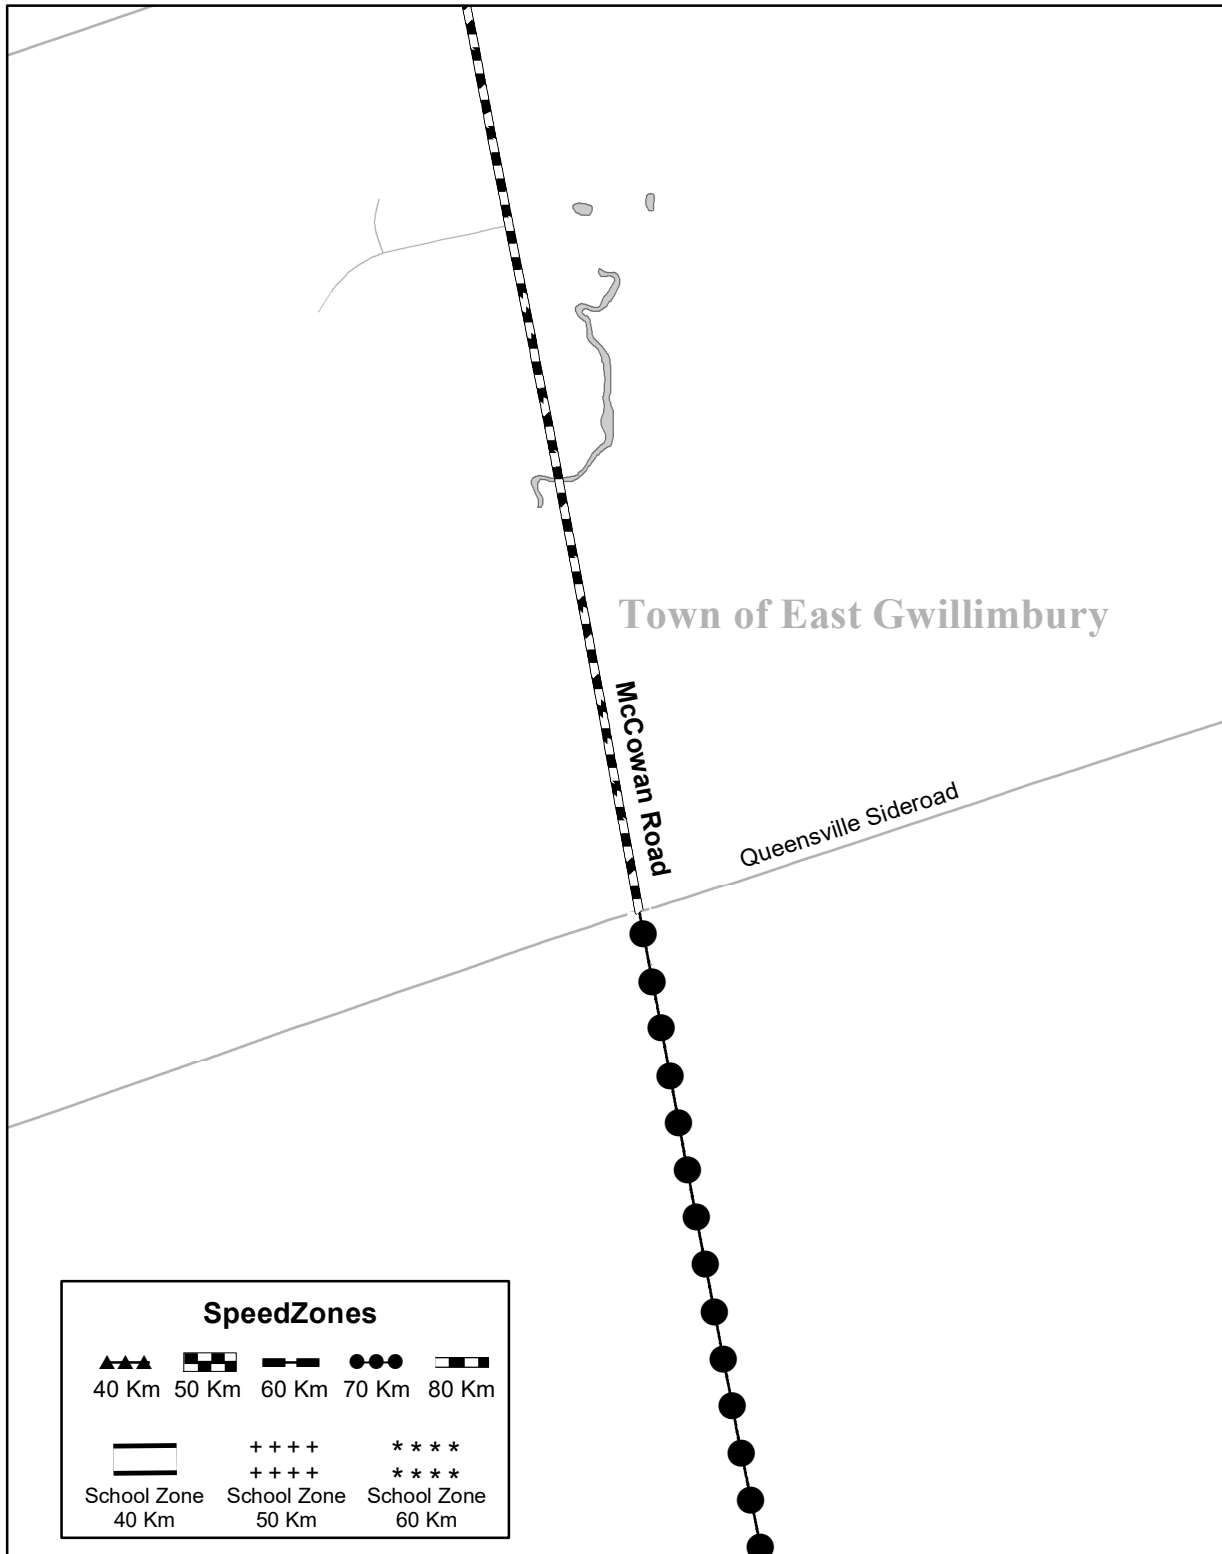 Town of East Gwillimbury
McCowan Road
Queensville Sideroad
SpeedZones
40 Km 50 Km 60 Km 70 Km 80 Km
++++ ****
++++ ****
School Zone School Zone School Zone
40 Km 50 Km 60 Km